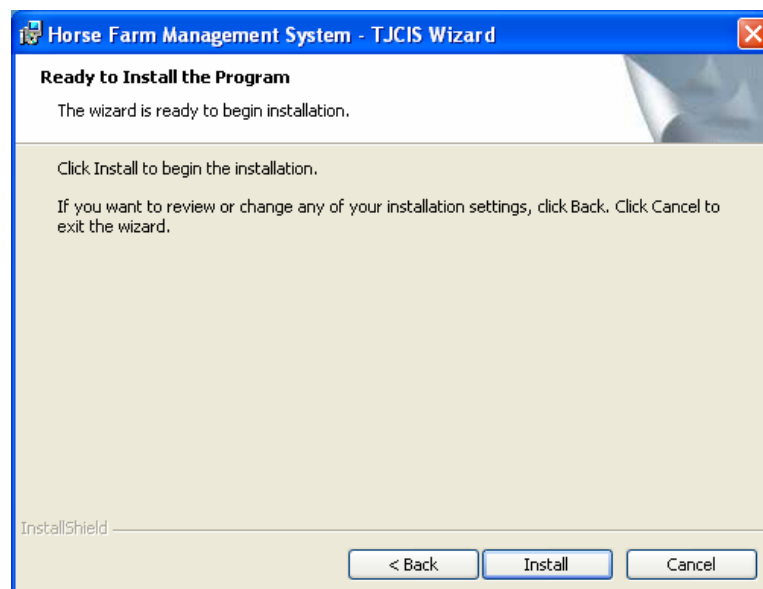 Horse Farm Management System - TJCIS Wizard
Ready to Install the Program
The wizard is ready to begin installation.
Click Install to begin the installation.
If you want to review or change any of your installation settings, click Back. Click Cancel to
exit the wizard.
InstallShield
< Back Install Cancel